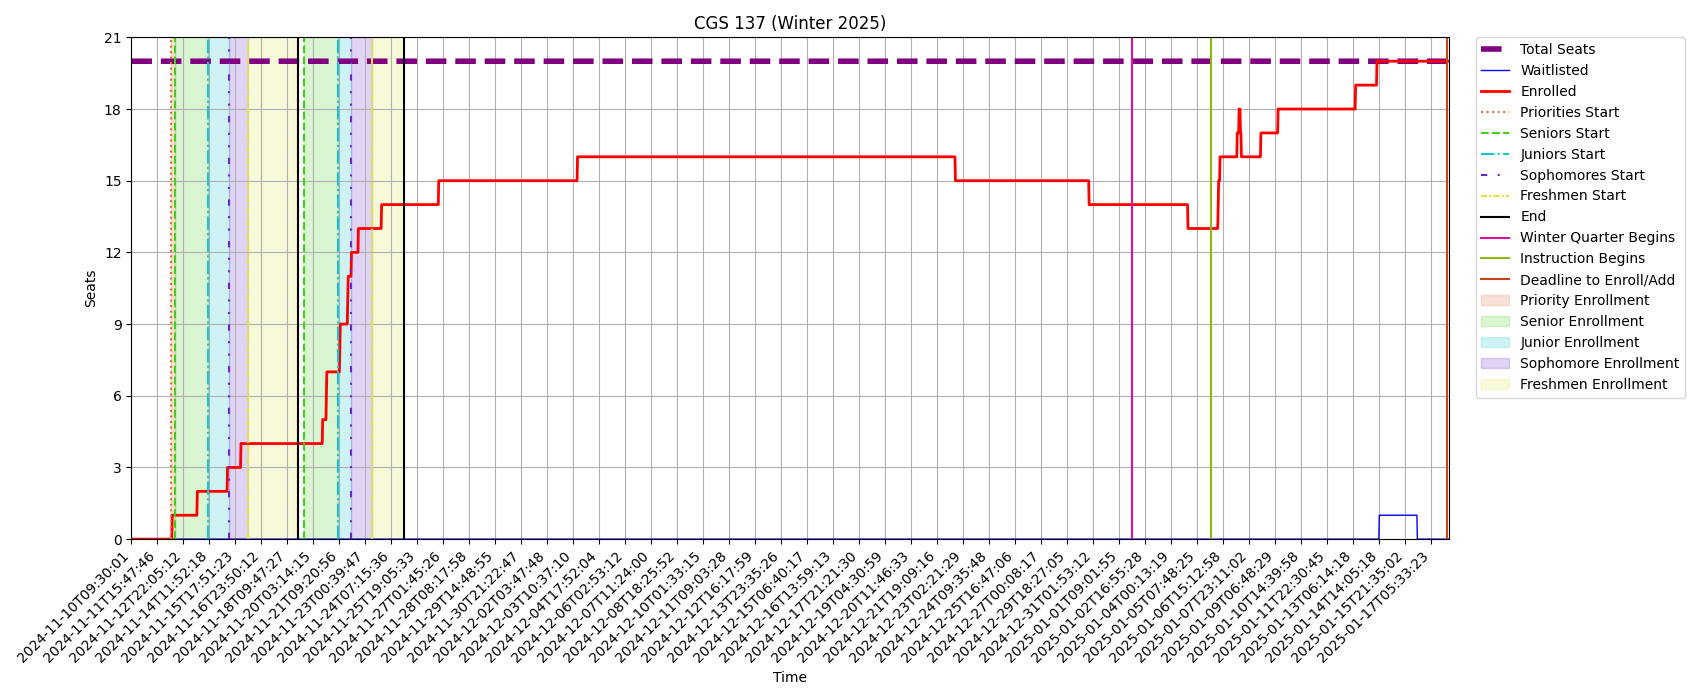 CGS 137 (Winter 2025)
21
18
15
12
9
6
3
0
Seats
2024-11-10T09:30:01
2024-11-11T15:47:46
2024-11-12T22:05:12
2024-11-14T11:52:18
2024-11-15T17:51:23
2024-11-16T23:50:12
2024-11-18T09:47:27
2024-11-20T03:14:15
2024-11-21T09:20:56
2024-11-23T00:39:47
2024-11-24T07:15:36
2024-11-25T19:05:33
2024-11-27T01:45:26
2024-11-28T08:17:58
2024-11-29T14:48:55
2024-11-30T21:22:47
2024-12-02T03:47:48
2024-12-03T10:37:10
2024-12-04T17:52:04
2024-12-06T02:53:12
2024-12-07T11:24:00
2024-12-08T18:25:52
2024-12-10T01:33:15
2024-12-11T09:03:28
2024-12-12T16:17:59
2024-12-13T23:35:26
2024-12-15T06:40:17
2024-12-16T13:59:13
2024-12-17T21:21:30
2024-12-19T04:30:59
2024-12-20T11:46:33
2024-12-21T19:09:16
2024-12-23T02:21:29
2024-12-24T09:35:48
2024-12-25T16:47:06
2024-12-27T00:08:17
2024-12-29T18:27:05
2024-12-31T01:53:12
2025-01-01T09:01:55
2025-01-02T16:55:28
2025-01-04T00:13:19
2025-01-05T07:48:25
2025-01-06T15:12:58
2025-01-07T23:11:02
2025-01-09T06:48:29
2025-01-10T14:39:58
2025-01-11T22:30:45
2025-01-13T06:14:18
2025-01-14T14:05:18
2025-01-15T21:35:02
2025-01-17T05:33:23
Time
Total Seats
Waitlisted
Enrolled
Priorities Start
Seniors Start
Juniors Start
Sophomores Start
Freshmen Start
End
Winter Quarter Begins
Instruction Begins
Deadline to Enroll/Add
Priority Enrollment
Senior Enrollment
Junior Enrollment
Sophomore Enrollment
Freshmen Enrollment